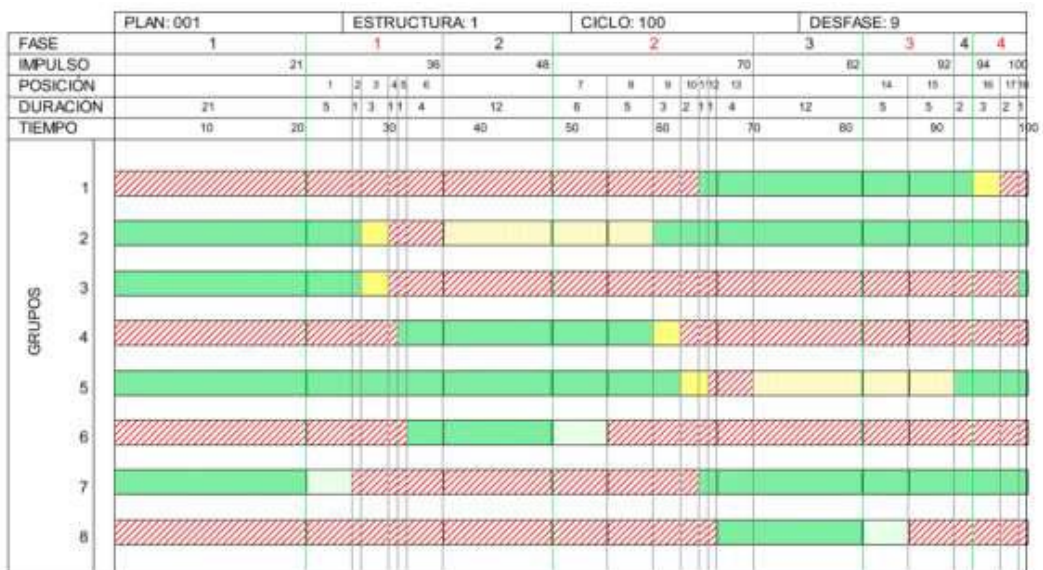 PLAN: 001 ESTRUCTURA: 1 CICLO: 100 DESFASE: 9
FASE 1 1 2 2 3 3 4 4
IMPULSO 21 36 48 70 82 92 94 100
POSICIÓN 1 2 3 4 5 6 7 8 9 10 11 12 13 14 15 16 17 18
DURACIÓN 21 5 1 3 1 1 4 12 6 5 3 2 1 1 4 12 5 5 2 3 2 1
TIEMPO 10 20 30 40 50 60 70 80 90 100
GRUPOS
1
2
3
4
5
6
7
8